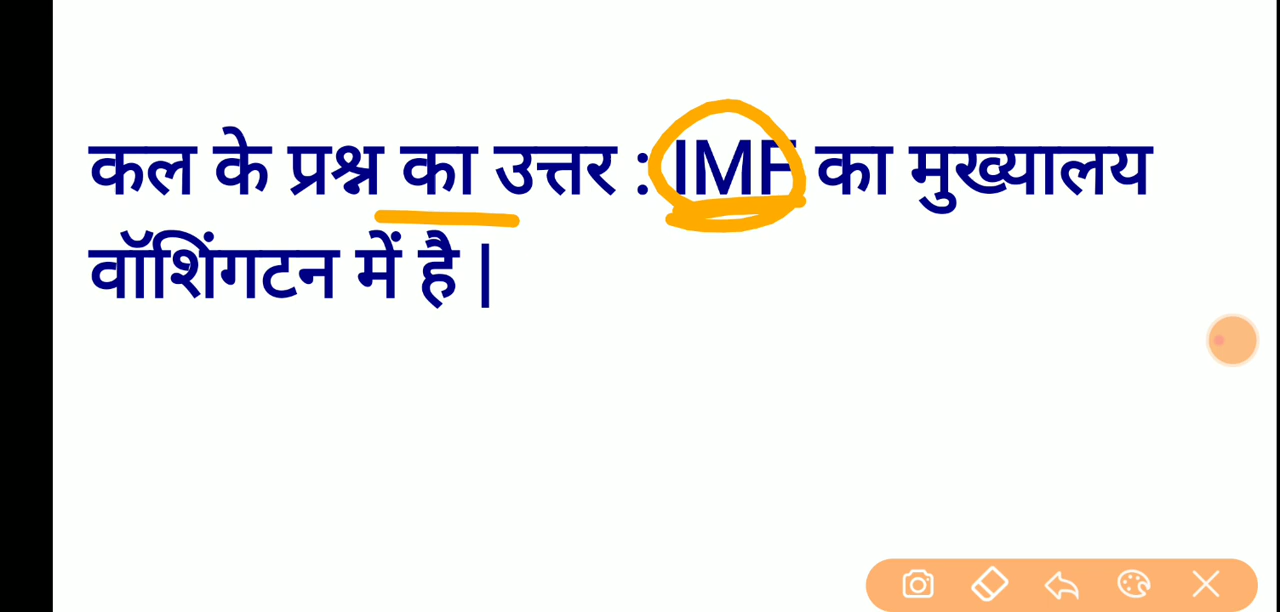 कल के प्रश्न का उत्तर : IMF का मुख्यालय
वॉशिंगटन में है |